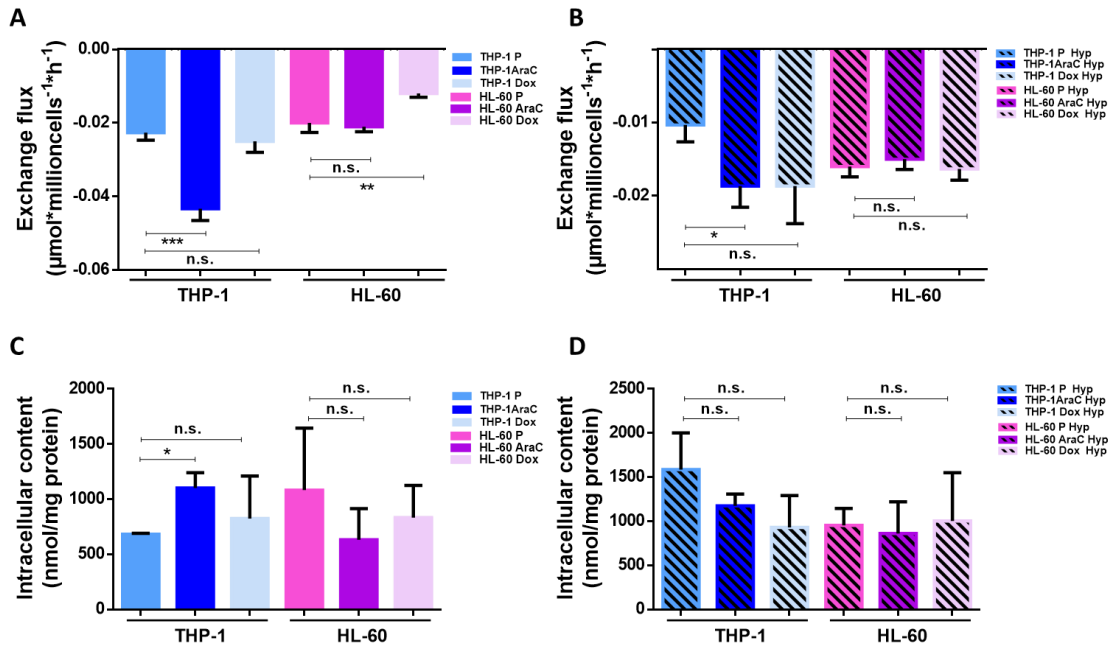 A
Exchange flux
(µmol*millioncells⁻¹*h⁻¹)
0.00
-0.02
-0.04
-0.06
n.s.
**
***
n.s.
THP-1
HL-60
THP-1 P
THP-1AraC
THP-1 Dox
HL-60 P
HL-60 AraC
HL-60 Dox
B
Exchange flux
(µmol*millioncells⁻¹*h⁻¹)
-0.01
-0.02
*
n.s.
n.s.
n.s.
THP-1
HL-60
THP-1 P Hyp
THP-1AraC Hyp
THP-1 Dox Hyp
HL-60 P Hyp
HL-60 AraC Hyp
HL-60 Dox Hyp
C
Intracellular content
(nmol/mg protein)
2000
1500
1000
500
0
n.s.
n.s.
n.s.
*
THP-1
HL-60
THP-1 P
THP-1AraC
THP-1 Dox
HL-60 P
HL-60 AraC
HL-60 Dox
D
Intracellular content
(nmol/mg protein)
2500
2000
1500
1000
500
0
n.s.
n.s.
n.s.
n.s.
THP-1
HL-60
THP-1 P Hyp
THP-1AraC Hyp
THP-1 Dox Hyp
HL-60 P Hyp
HL-60 AraC Hyp
HL-60 Dox Hyp